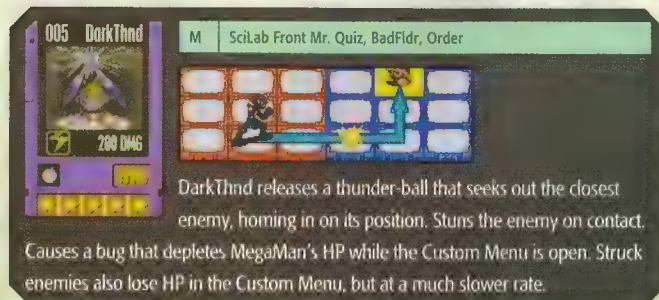 005 DarkThnd
M SciLab Front Mr. Quiz, BadFldr, Order
200 DMG
DarkThnd releases a thunder-ball that seeks out the closest
enemy, homing in on its position. Stuns the enemy on contact.
Causes a bug that depletes MegaMan's HP while the Custom Menu is open. Struck
enemies also lose HP in the Custom Menu, but at a much slower rate.